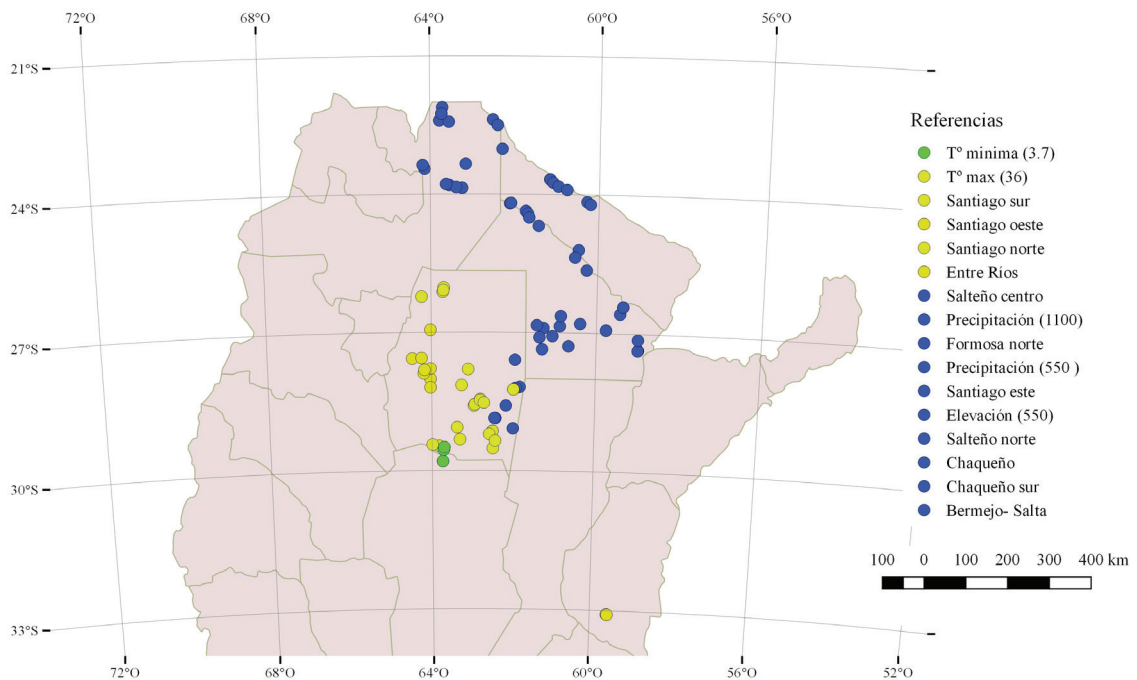 72°O 68°O 64°O 60°O 56°O
21°S
24°S
27°S
30°S
33°S
72°O 68°O 64°O 60°O 56°O 52°O
Referencias
Tº minima (3.7)
Tº max (36)
Santiago sur
Santiago oeste
Santiago norte
Entre Rios
Salteño centro
Precipitación (1100)
Formosa norte
Precipitación (550 )
Santiago este
Elevación (550)
Salteño norte
Chaqueño
Chaqueño sur
Bermejo- Salta
100 0 100 200 300 400 km